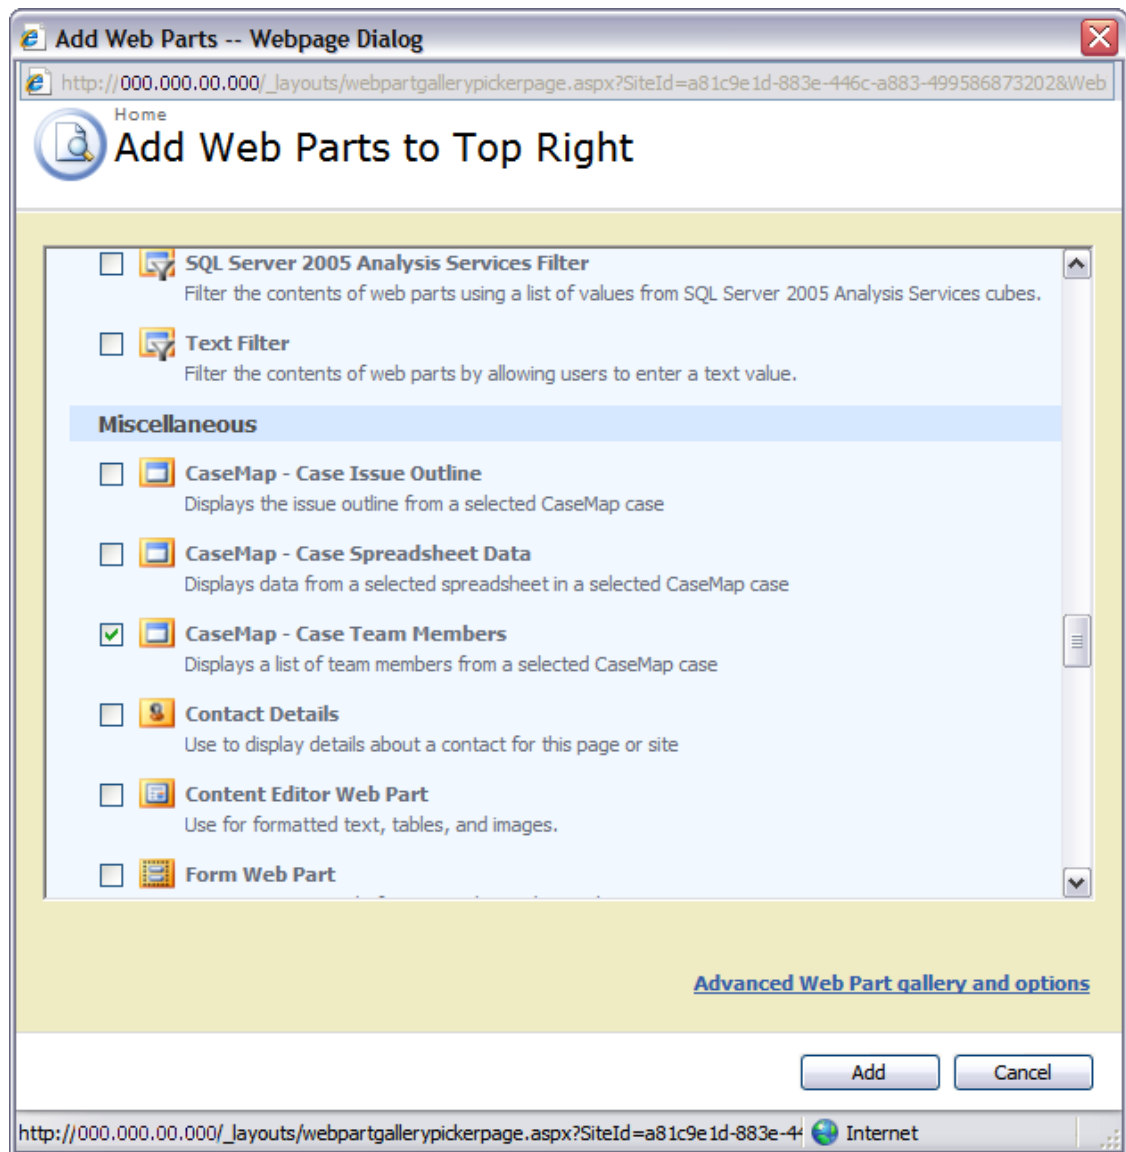 Add Web Parts -- Webpage Dialog
http://000.000.00.000/_layouts/webpartgallerypickerpage.aspx?SiteId=a81c9e1d-883e-446c-a883-499586873202&Web
Home
Add Web Parts to Top Right
SQL Server 2005 Analysis Services Filter
Filter the contents of web parts using a list of values from SQL Server 2005 Analysis Services cubes.
Text Filter
Filter the contents of web parts by allowing users to enter a text value.
Miscellaneous
CaseMap - Case Issue Outline
Displays the issue outline from a selected CaseMap case
CaseMap - Case Spreadsheet Data
Displays data from a selected spreadsheet in a selected CaseMap case
CaseMap - Case Team Members
Displays a list of team members from a selected CaseMap case
Contact Details
Use to display details about a contact for this page or site
Content Editor Web Part
Use for formatted text, tables, and images.
Form Web Part
Advanced Web Part gallery and options
Add Cancel
http://000.000.00.000/_layouts/webpartgallerypickerpage.aspx?SiteId=a81c9e1d-883e-44 Internet